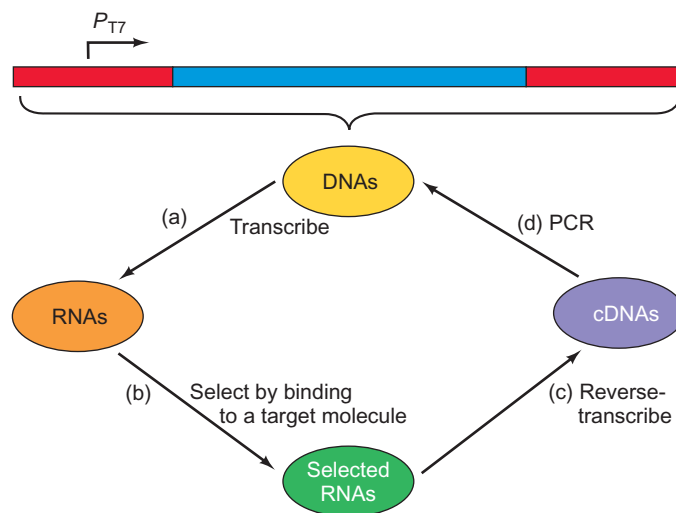 PT7
DNAs
(a)
Transcribe
(d) PCR
RNAs
cDNAs
(b)
Select by binding
to a target molecule
(c) Reverse-
transcribe
Selected
RNAs